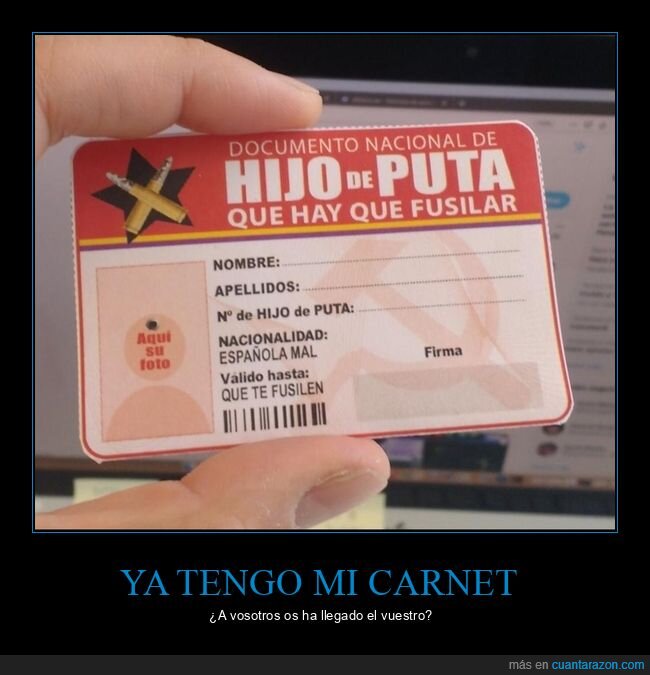 DOCUMENTO NACIONAL DE
HIJO DE PUTA
QUE HAY QUE FUSILAR
NOMBRE:
APELLIDOS:
Nº de HIJO de PUTA:
NACIONALIDAD:
ESPAÑOLA MAL
Válido hasta:
QUE TE FUSILEN
Firma
Aquí
su
foto
YA TENGO MI CARNET
¿A vosotros os ha llegado el vuestro?
más en cuantarazon.com